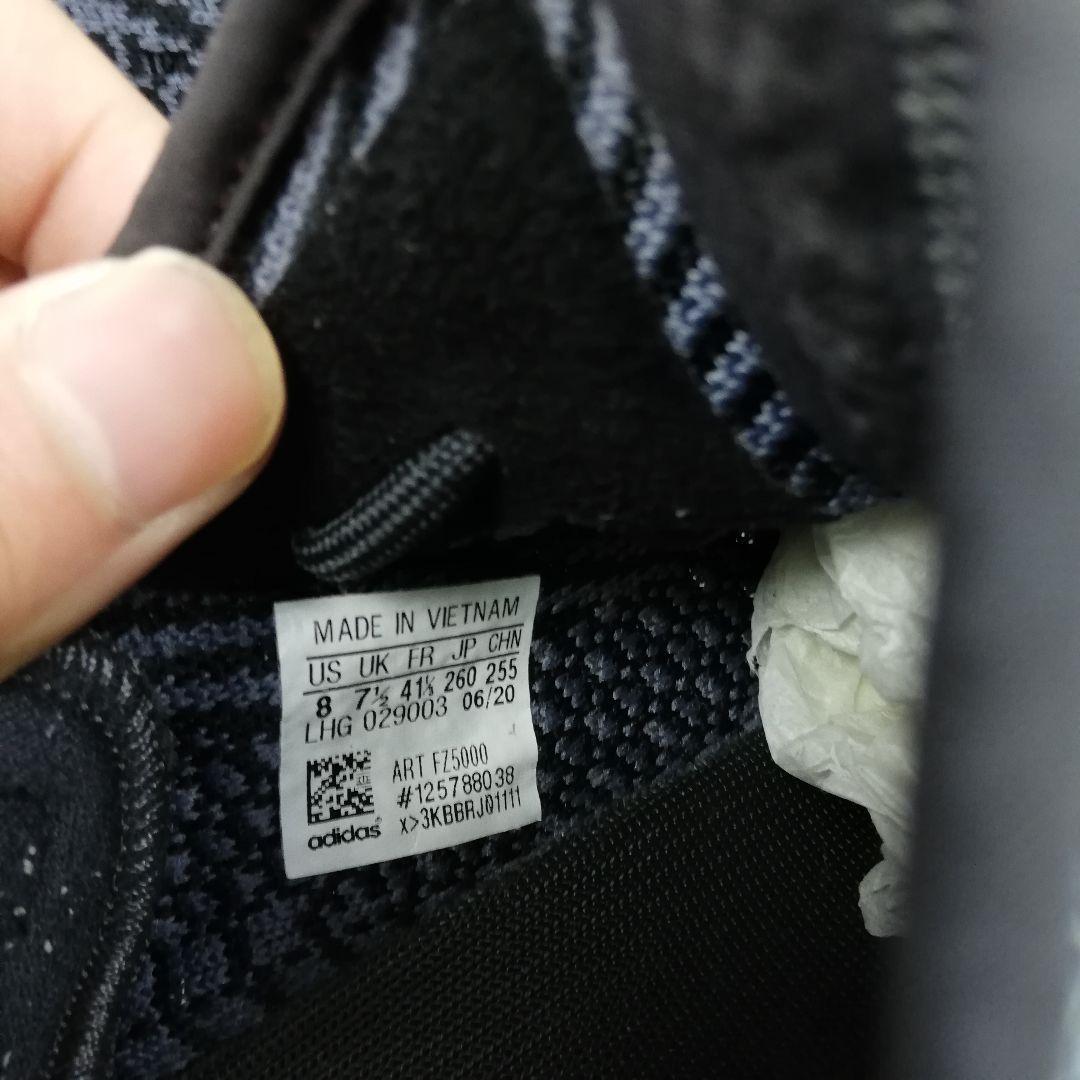 MADE IN VIETNAM
US UK FR JP CHN
8 7½ 41⅓ 260 255
LHG 029003 06/20
ART FZ5000
#125788038
x>3KBBRJ01111
adidas